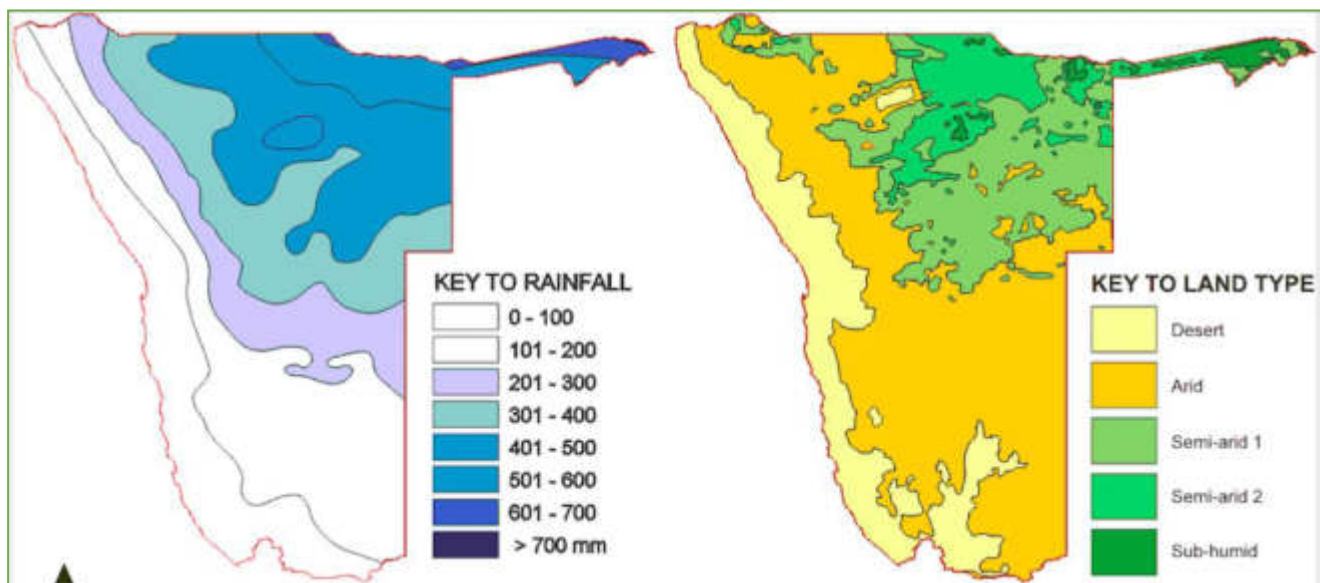 KEY TO RAINFALL
0 - 100
101 - 200
201 - 300
301 - 400
401 - 500
501 - 600
601 - 700
> 700 mm
KEY TO LAND TYPE
Desert
Arid
Semi-arid 1
Semi-arid 2
Sub-humid